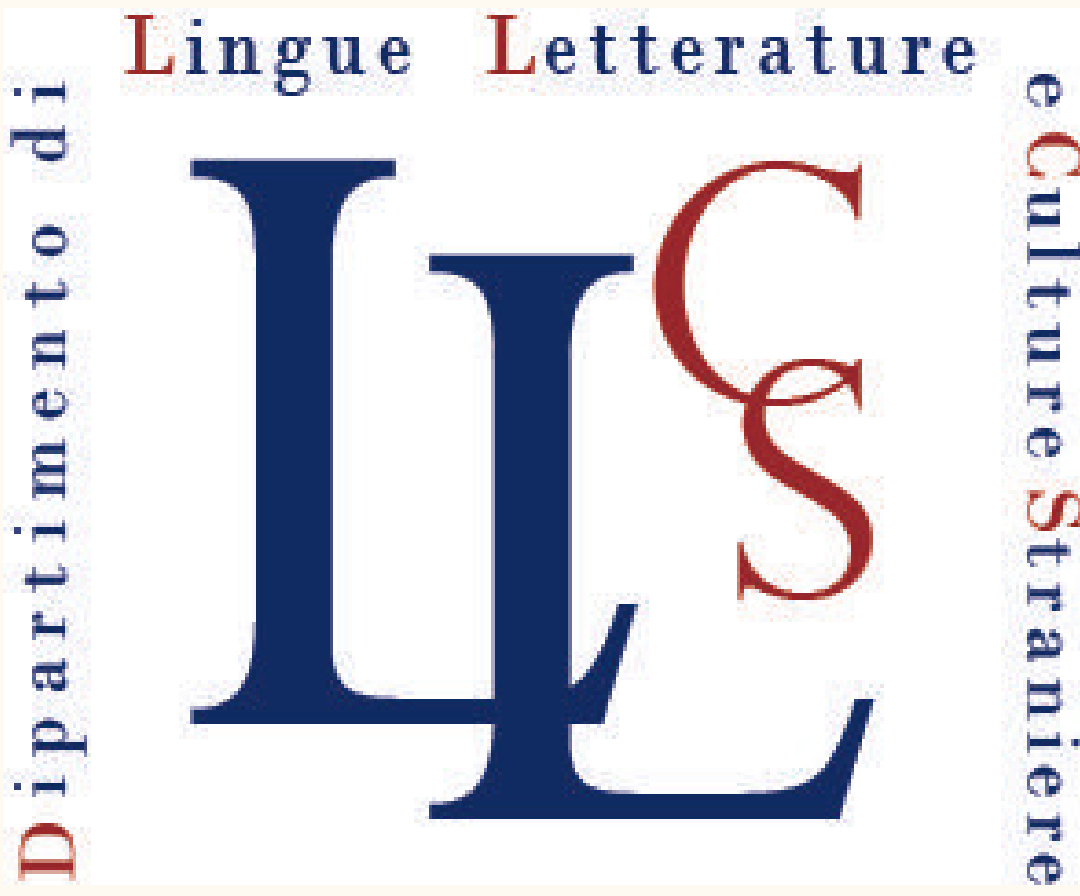 Dipartimento di
Lingue Letterature
e Culture Straniere
LLCS